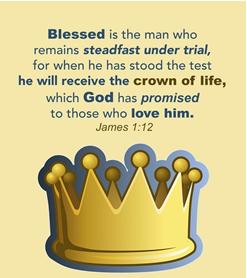 Blessed is the man who
remains steadfast under trial,
for when he has stood the test
he will receive the crown of life,
which God has promised
to those who love him.
James 1:12